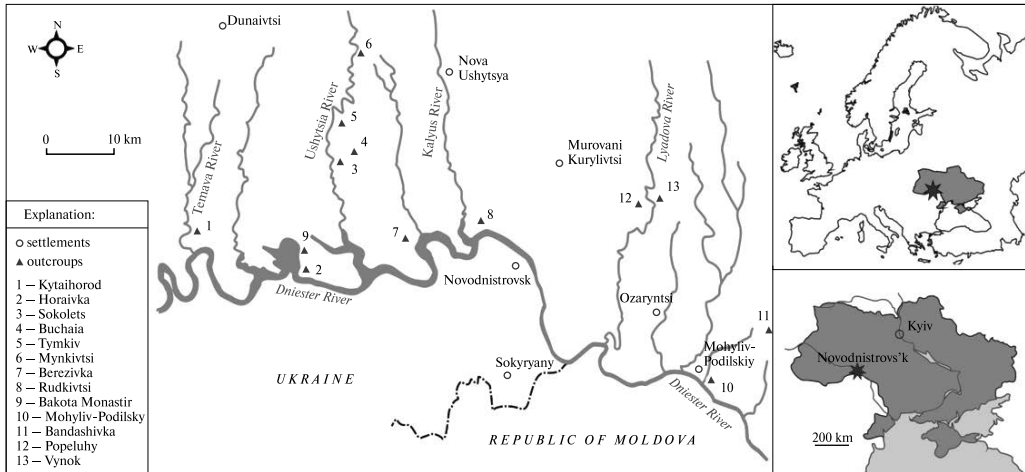 N
W E
S
Dunaivtsi
6
Nova
Ushytsya
0 10 km
Ternava River
Ushytsia River
Kalyus River
Lyadova River
5
4
3
Murovani
Kurylivtsi
12
13
1
9
2
7
8
Dniester River
Novodnistrovsk
Ozaryntsi
11
Sokyryany
Mohyliv-
Podilskiy
10
Dniester River
UKRAINE
REPUBLIC OF MOLDOVA
Explanation:
settlements
outcroups
1 – Kytaihorod
2 – Horaivka
3 – Sokolets
4 – Buchaia
5 – Tymkiv
6 – Mynkivtsi
7 – Berezivka
8 – Rudkivtsi
9 – Bakota Monastir
10 – Mohyliv-Podilsky
11 – Bandashivka
12 – Popeluhy
13 – Vynok
Kyiv
Novodnistrovs'k
200 km